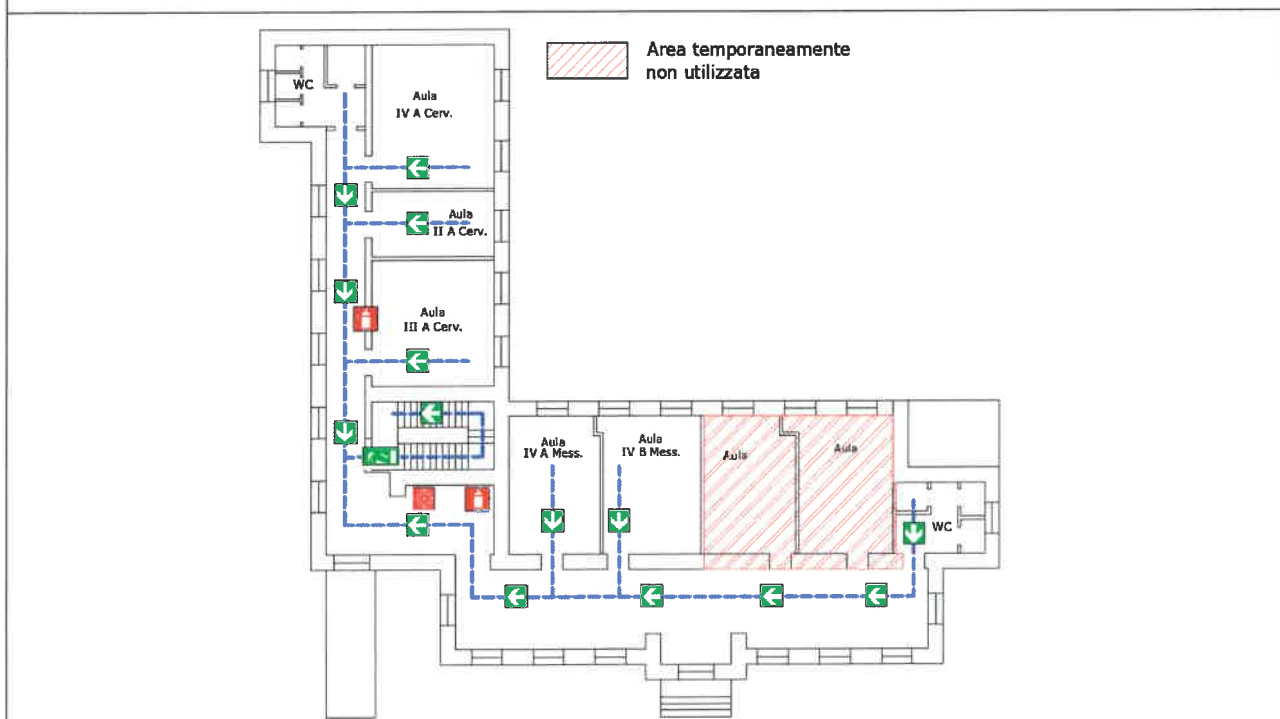 Area temporaneamente
non utilizzata
WC
Aula
IV A Cerv.
Aula
II A Cerv.
Aula
III A Cerv.
Aula
IV A Mess.
Aula
IV B Mess.
Aula
Aula
WC